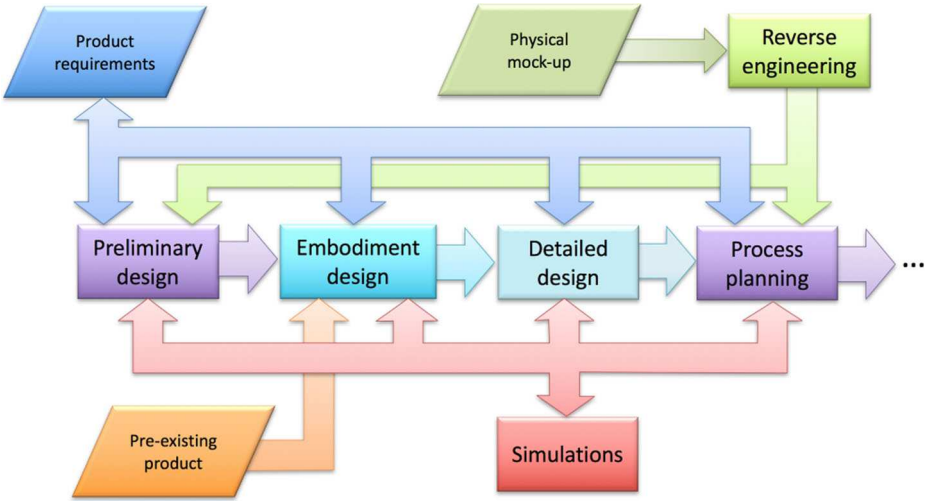 Product
requirements
Physical
mock-up
Reverse
engineering
Preliminary
design
Embodiment
design
Detailed
design
Process
planning
...
Pre-existing
product
Simulations